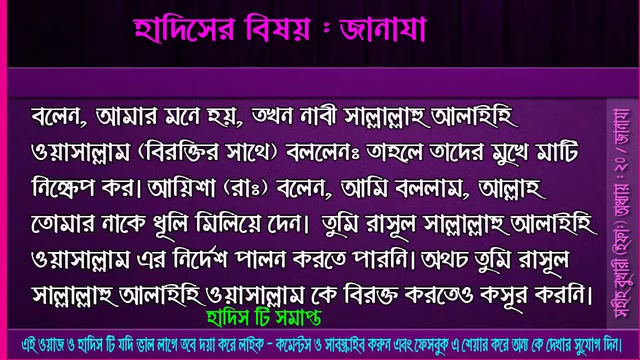 হাদিসের বিষয় : জানাযা
বলেন, আমার মনে হয়, তখন নাবী সাল্লাল্লাহু আলাইহি
ওয়াসাল্লাম (বিরক্তির সাথে) বললেনঃ তাহলে তাদের মুখে মাটি
নিক্ষেপ কর। আয়িশা (রাঃ) বলেন, আমি বললাম, আল্লাহ
তোমার নাকে ধূলি মিলিয়ে দেন। তুমি রাসূল সাল্লাল্লাহু আলাইহি
ওয়াসাল্লাম এর নির্দেশ পালন করতে পারনি। অথচ তুমি রাসূল
সাল্লাল্লাহু আলাইহি ওয়াসাল্লাম কে বিরক্ত করতেও কসূর করনি।
হাদিস টি সমাপ্ত
সহীহ বুখারী (ইফাঃ) অধ্যায় : ২০ / জানাযা
এই ওয়াজ ও হাদিস টি যদি ভাল লাগে তবে দয়া করে লাইক - কমেন্টস ও সাবস্ক্রাইব করুন এবং ফেসবুক এ শেয়ার করে অন্য কে দেখার সুযোগ দিন।